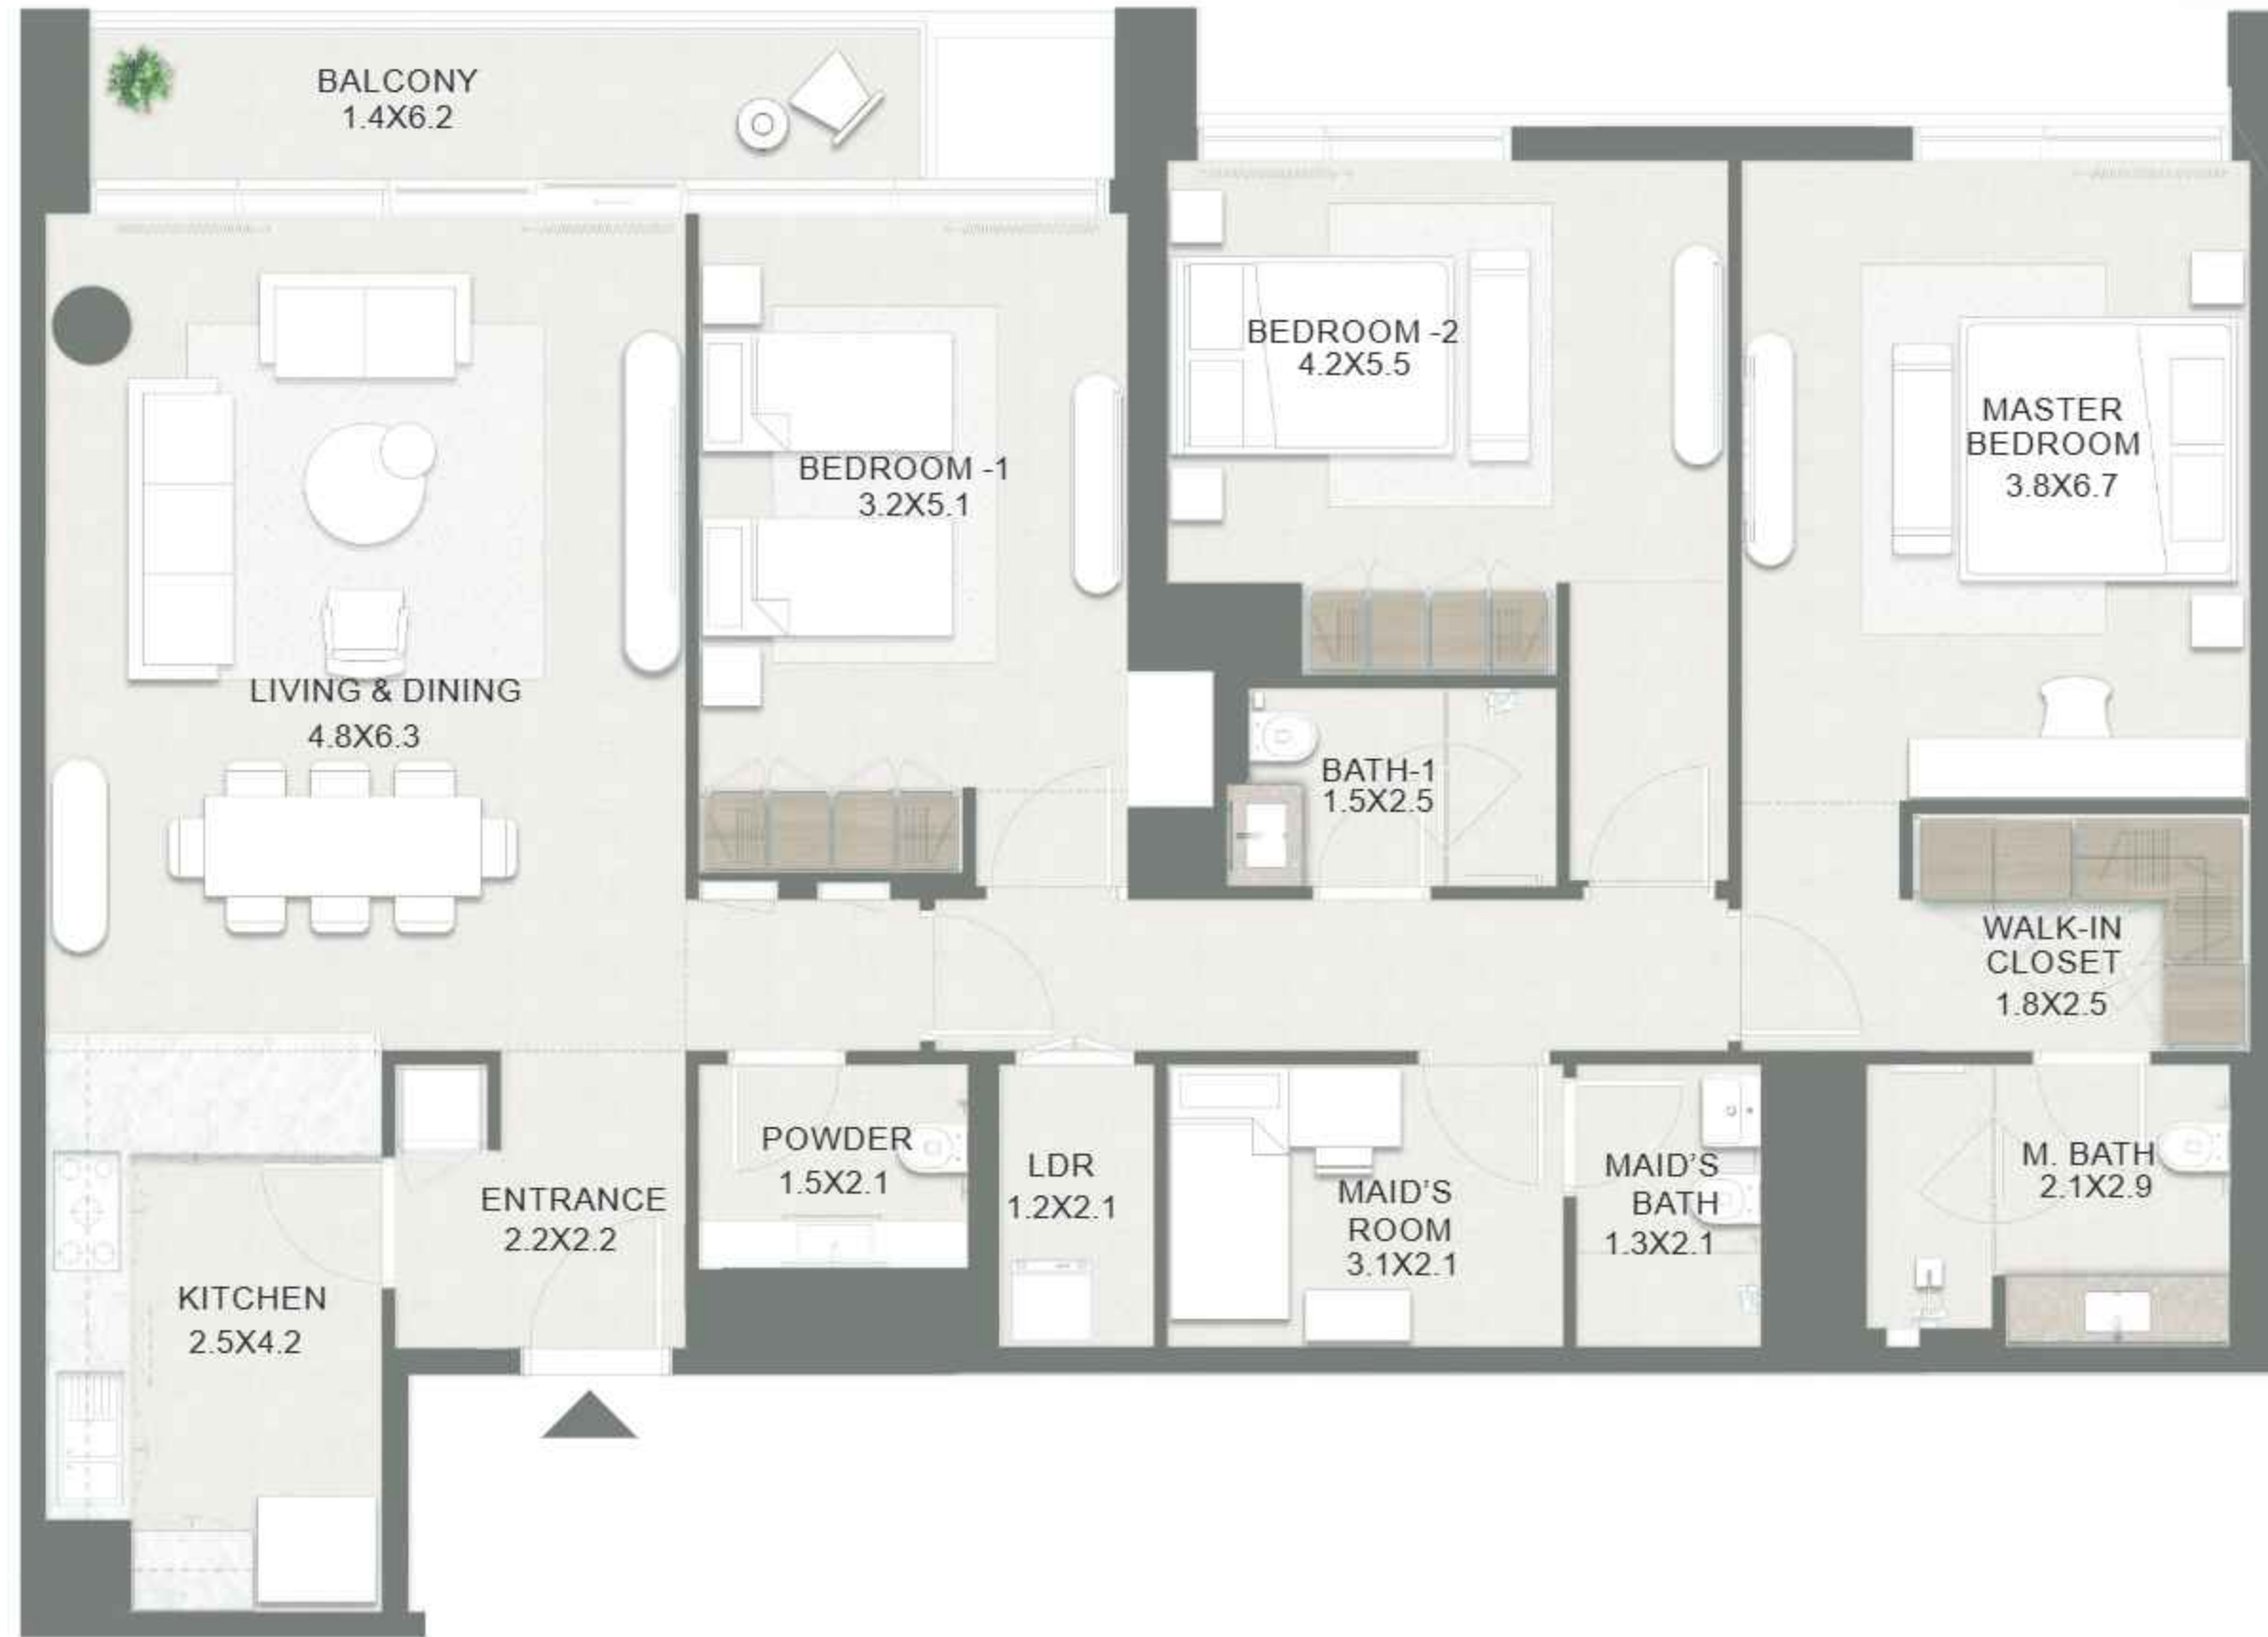 BALCONY
1.4X6.2
BEDROOM -2
4.2X5.5
MASTER
BEDROOM
3.8X6.7
BEDROOM -1
3.2X5.1
LIVING & DINING
4.8X6.3
BATH-1
1.5X2.5
WALK-IN
CLOSET
1.8X2.5
POWDER
1.5X2.1
LDR
1.2X2.1
MAID'S
ROOM
3.1X2.1
MAID'S
BATH
1.3X2.1
M. BATH
2.1X2.9
ENTRANCE
2.2X2.2
KITCHEN
2.5X4.2